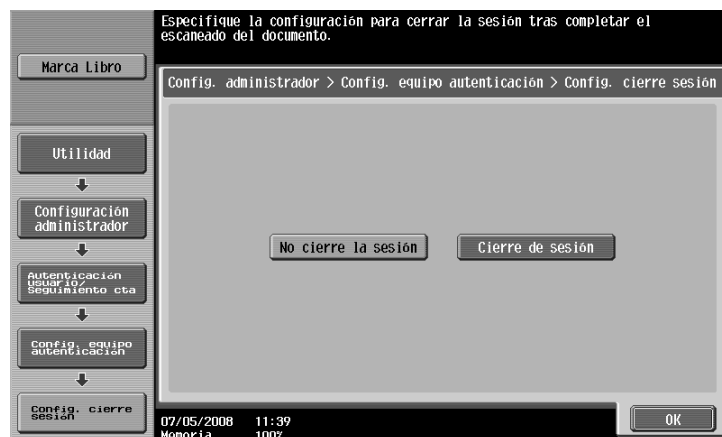 Especifique la configuración para cerrar la sesión tras completar el
escaneado del documento.
Marca Libro
Config. administrador > Config. equipo autenticación > Config. cierre sesión
Utilidad
Configuración
administrador
Autenticación
usuario/
Seguimiento cta
Config. equipo
autenticación
Config. cierre
sesión
No cierre la sesión
Cierre de sesión
07/05/2008 11:39
Memoria 100%
OK